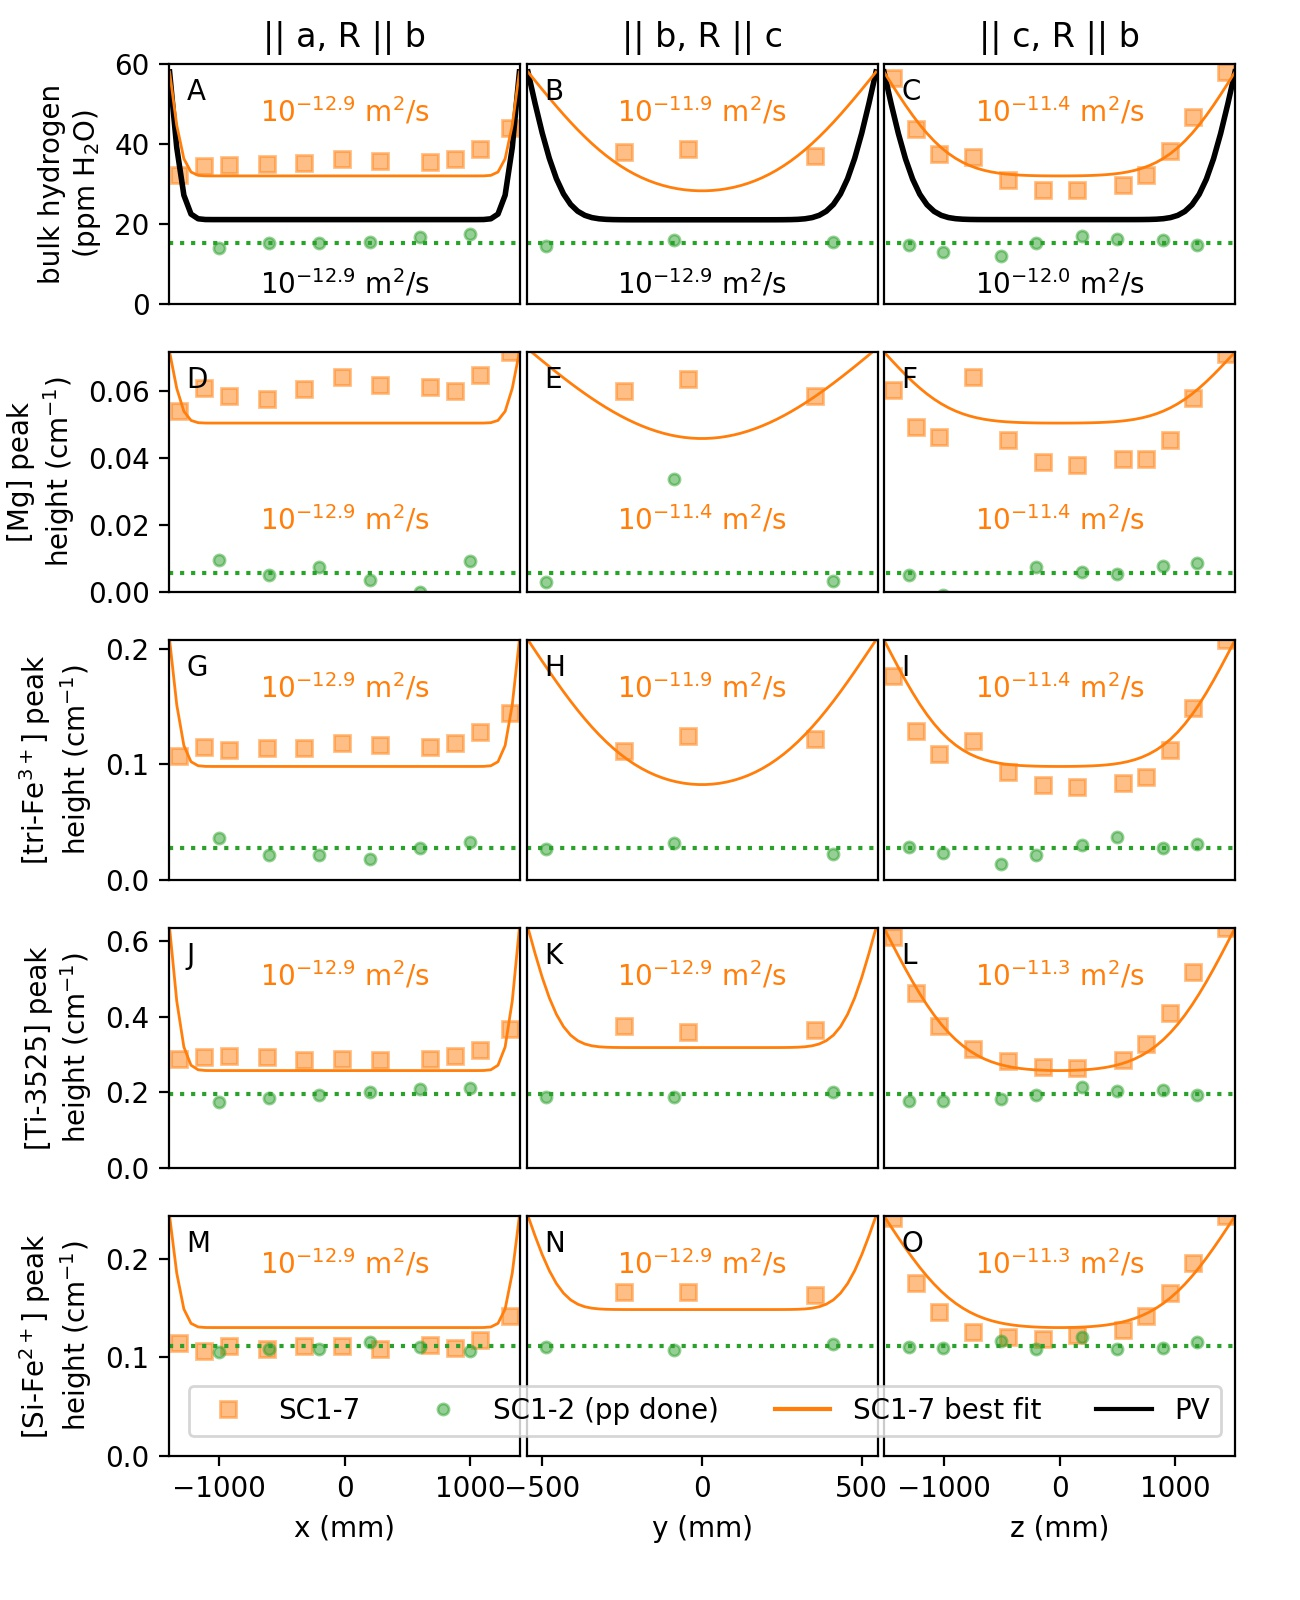 || a, R || b
|| b, R || c
|| c, R || b
bulk hydrogen
(ppm H₂O)
60
40
20
0
A
10⁻¹²·⁹ m²/s
10⁻¹²·⁹ m²/s
B
10⁻¹¹·⁹ m²/s
10⁻¹²·⁹ m²/s
C
10⁻¹¹·⁴ m²/s
10⁻¹²·⁰ m²/s
[Mg] peak
height (cm⁻¹)
0.06
0.04
0.02
0.00
D
10⁻¹²·⁹ m²/s
E
10⁻¹¹·⁴ m²/s
F
10⁻¹¹·⁴ m²/s
[tri-Fe³⁺] peak
height (cm⁻¹)
0.2
0.1
0.0
G
10⁻¹²·⁹ m²/s
H
10⁻¹¹·⁹ m²/s
I
10⁻¹¹·⁴ m²/s
[Ti-3525] peak
height (cm⁻¹)
0.6
0.4
0.2
0.0
J
10⁻¹²·⁹ m²/s
K
10⁻¹²·⁹ m²/s
L
10⁻¹¹·³ m²/s
[Si-Fe²⁺] peak
height (cm⁻¹)
0.2
0.1
0.0
M
10⁻¹²·⁹ m²/s
N
10⁻¹²·⁹ m²/s
O
10⁻¹¹·³ m²/s
SC1-7
SC1-2 (pp done)
SC1-7 best fit
PV
−1000 0 1000
−500 0 500
−1000 0 1000
x (mm)
y (mm)
z (mm)